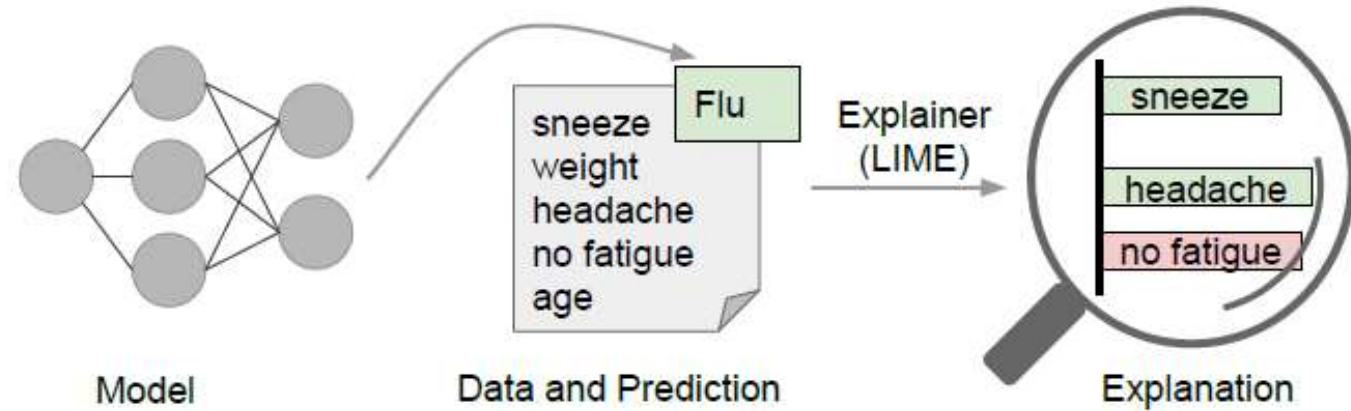 Flu
sneeze
weight
headache
no fatigue
age
Explainer
(LIME)
sneeze
headache
no fatigue
Model
Data and Prediction
Explanation